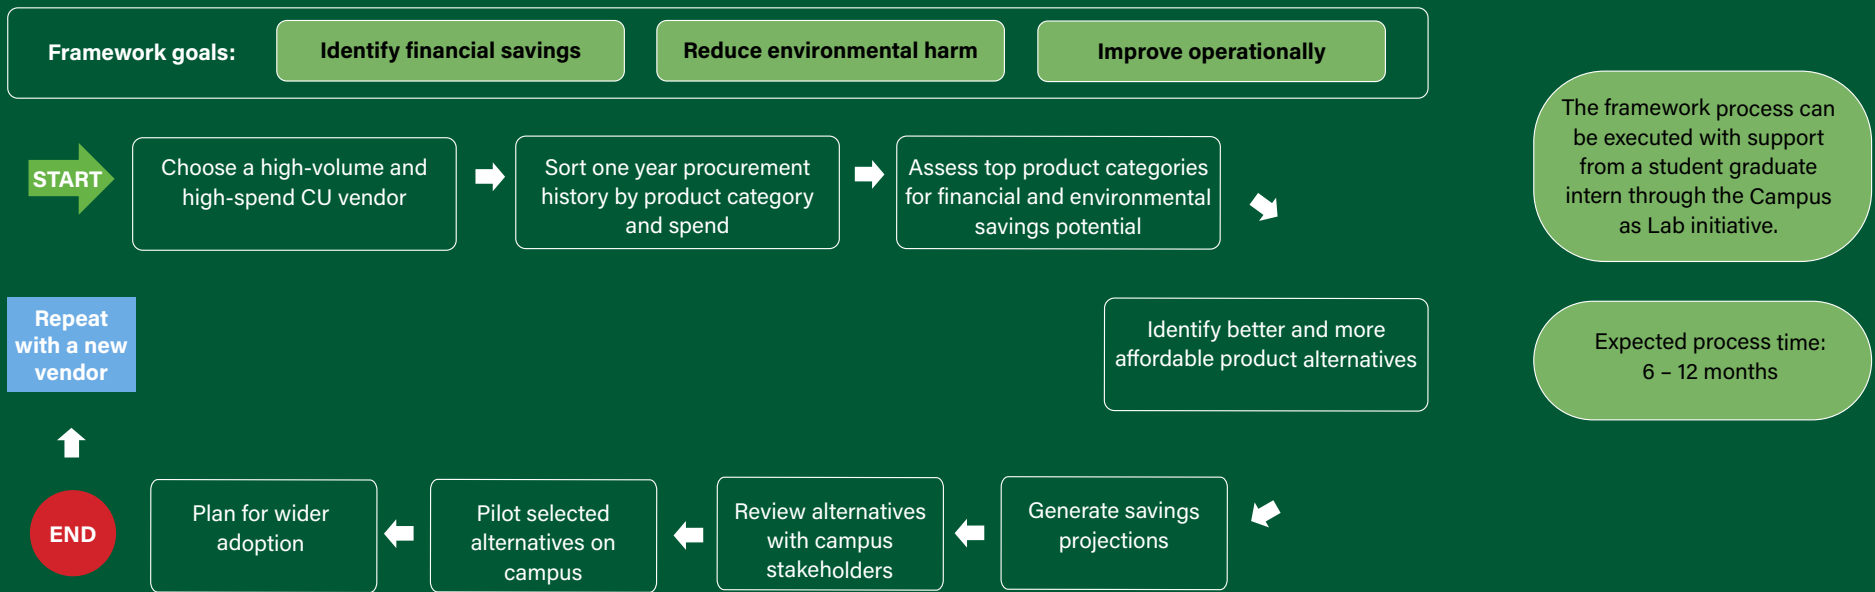 Framework goals:
Identify financial savings
Reduce environmental harm
Improve operationally
START
Choose a high-volume and
high-spend CU vendor
Sort one year procurement
history by product category
and spend
Assess top product categories
for financial and environmental
savings potential
The framework process can
be executed with support
from a student graduate
intern through the Campus
as Lab initiative.
Identify better and more
affordable product alternatives
Expected process time:
6 – 12 months
Generate savings
projections
Review alternatives
with campus
stakeholders
Pilot selected
alternatives on
campus
Plan for wider
adoption
END
Repeat
with a new
vendor